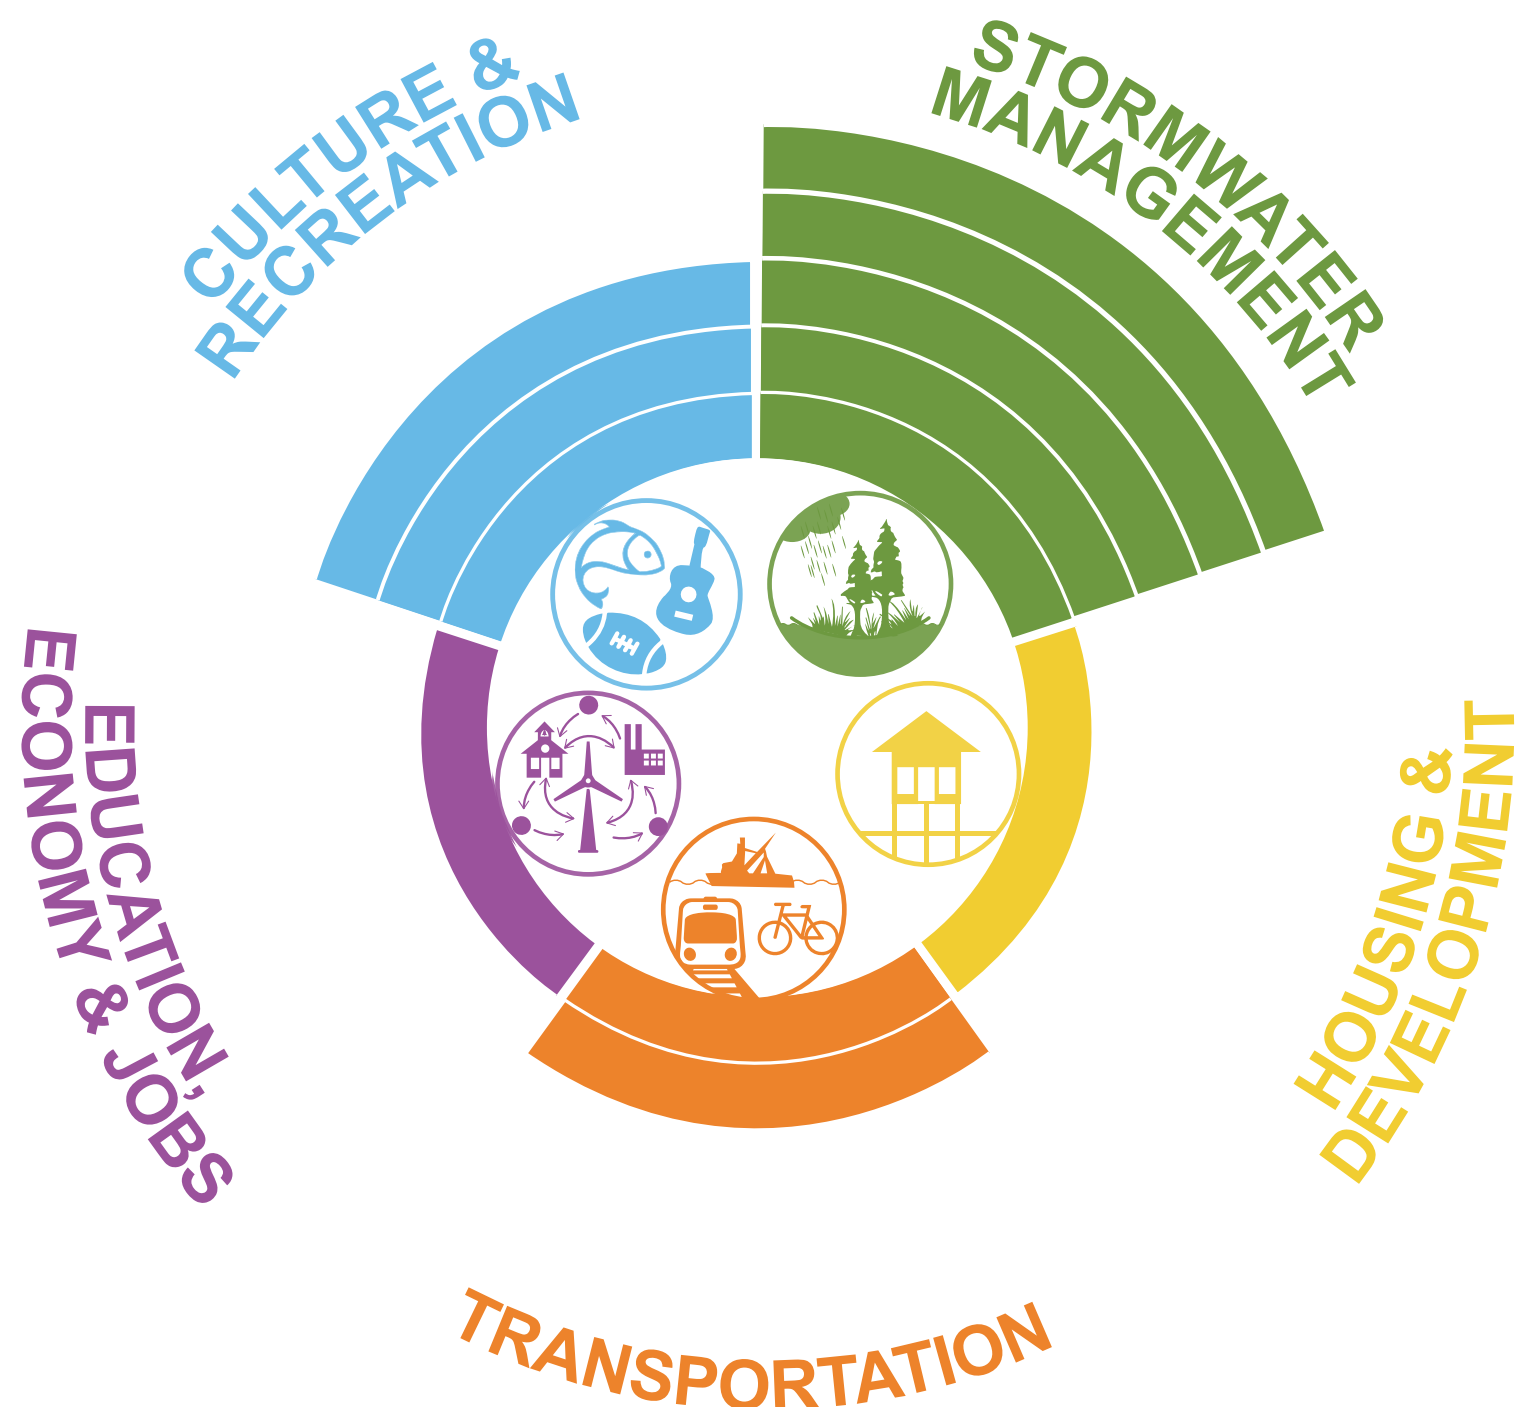 CULTURE &
RECREATION
STORMWATER
MANAGEMENT
EDUCATION,
ECONOMY & JOBS
HOUSING &
DEVELOPMENT
TRANSPORTATION